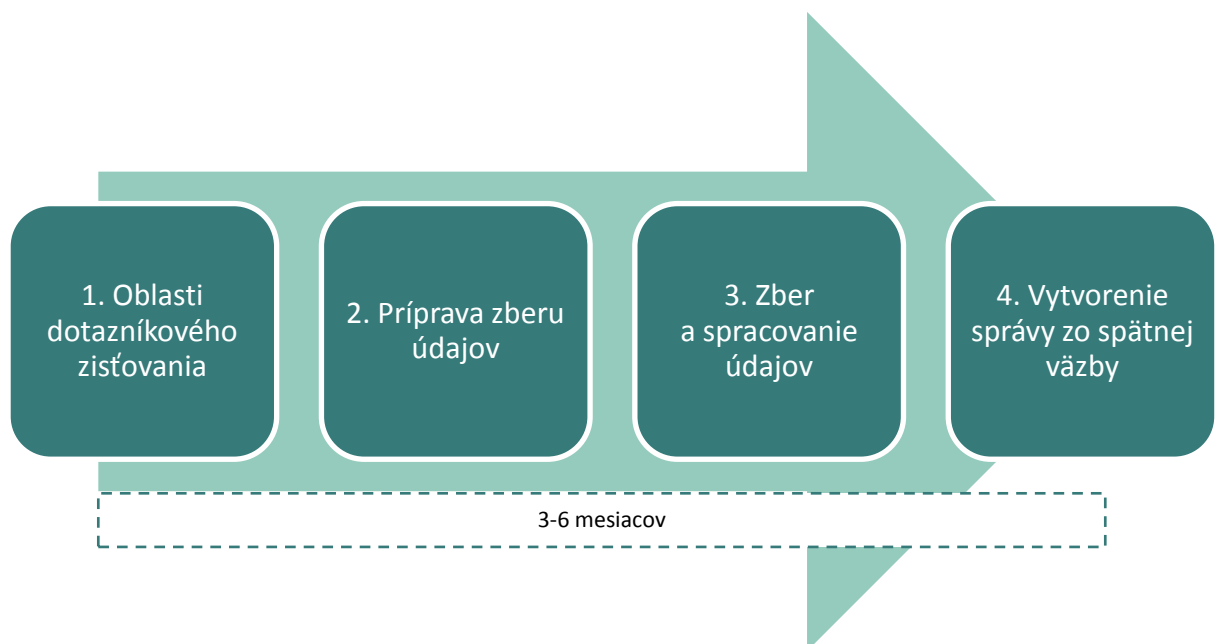 1. Oblasti
dotazníkového
zisťovania
2. Príprava zberu
údajov
3. Zber
a spracovanie
údajov
4. Vytvorenie
správy zo spätnej
väzby
3-6 mesiacov